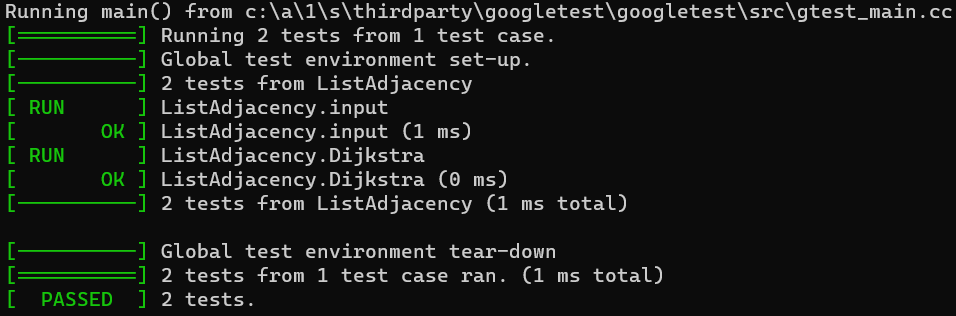 Running main() from c:\a\1\s\thirdparty\googletest\googletest\src\gtest_main.cc
[==========] Running 2 tests from 1 test case.
[----------] Global test environment set-up.
[----------] 2 tests from ListAdjacency
[ RUN      ] ListAdjacency.input
[       OK ] ListAdjacency.input (1 ms)
[ RUN      ] ListAdjacency.Dijkstra
[       OK ] ListAdjacency.Dijkstra (0 ms)
[----------] 2 tests from ListAdjacency (1 ms total)

[----------] Global test environment tear-down
[==========] 2 tests from 1 test case ran. (1 ms total)
[  PASSED  ] 2 tests.